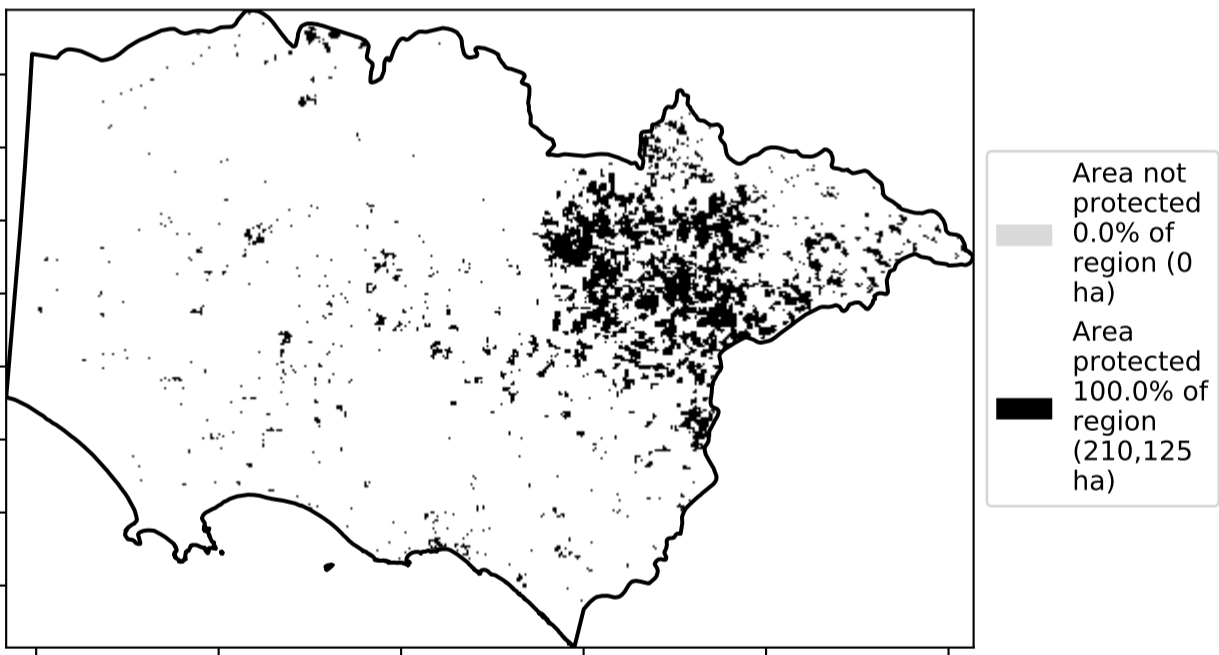 Area not
protected
0.0% of
region (0
ha)
Area
protected
100.0% of
region
(210,125
ha)